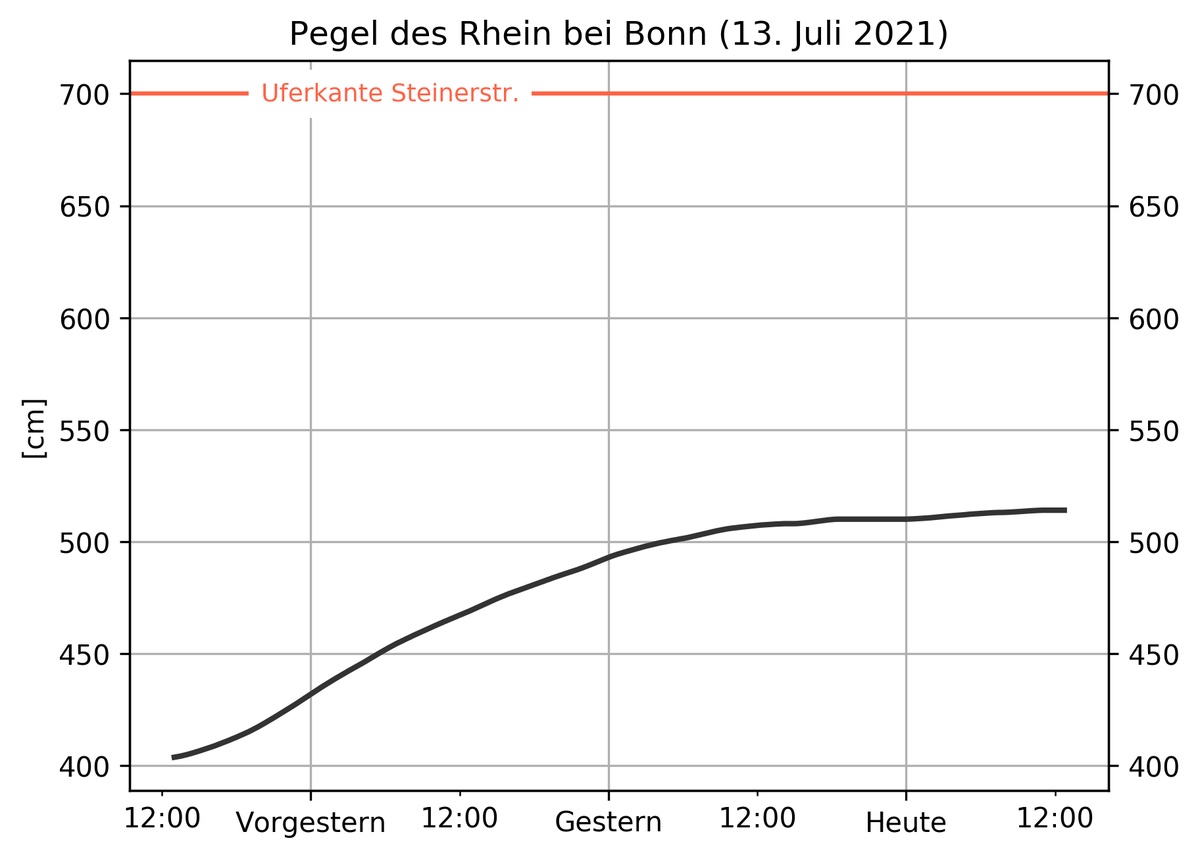 Pegel des Rhein bei Bonn (13. Juli 2021)
Uferkante Steinerstr.
700 700
650 650
600 600
550 550
[cm]
500 500
450 450
400 400
12:00 Vorgestern 12:00 Gestern 12:00 Heute 12:00